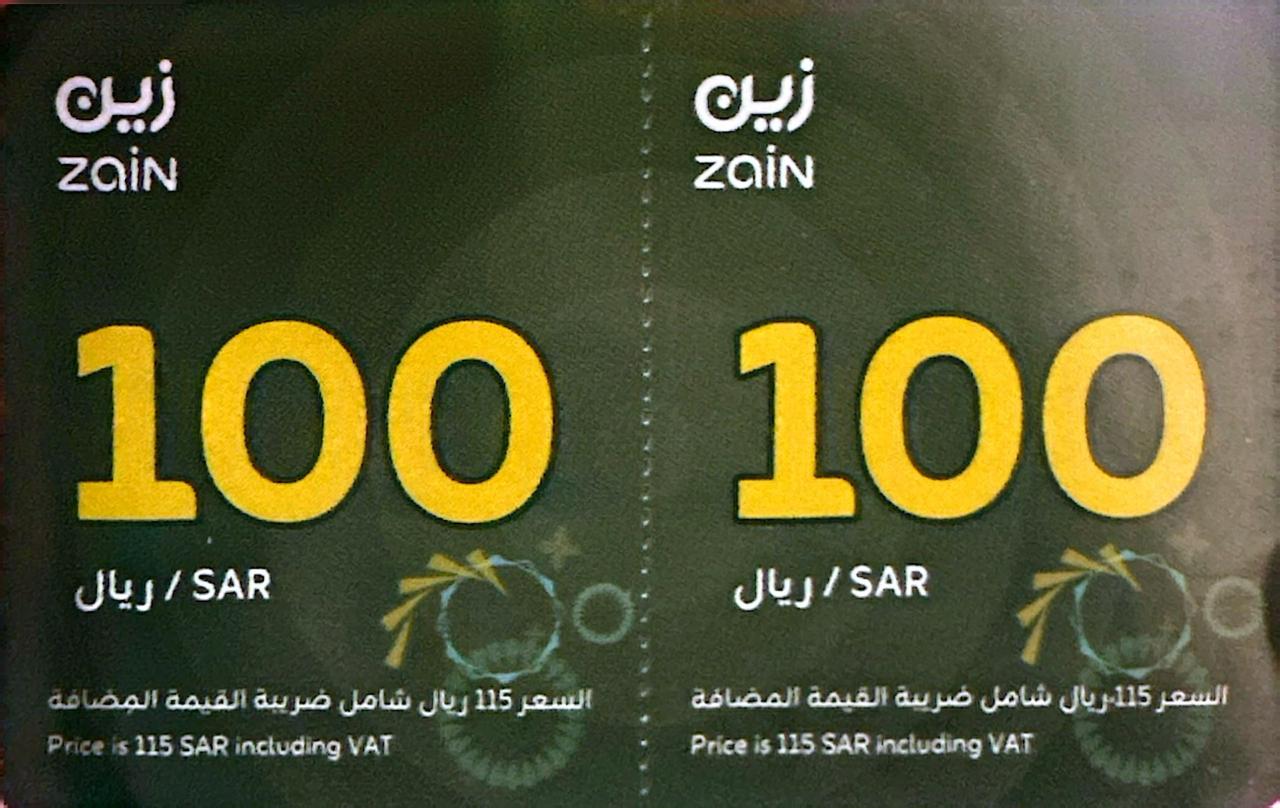 زين
zain
100
ريال / SAR
السعر 115 ريال شامل ضريبة القيمة المضافة
Price is 115 SAR including VAT
زين
zain
100
ريال / SAR
السعر 115 ريال شامل ضريبة القيمة المضافة
Price is 115 SAR including VAT